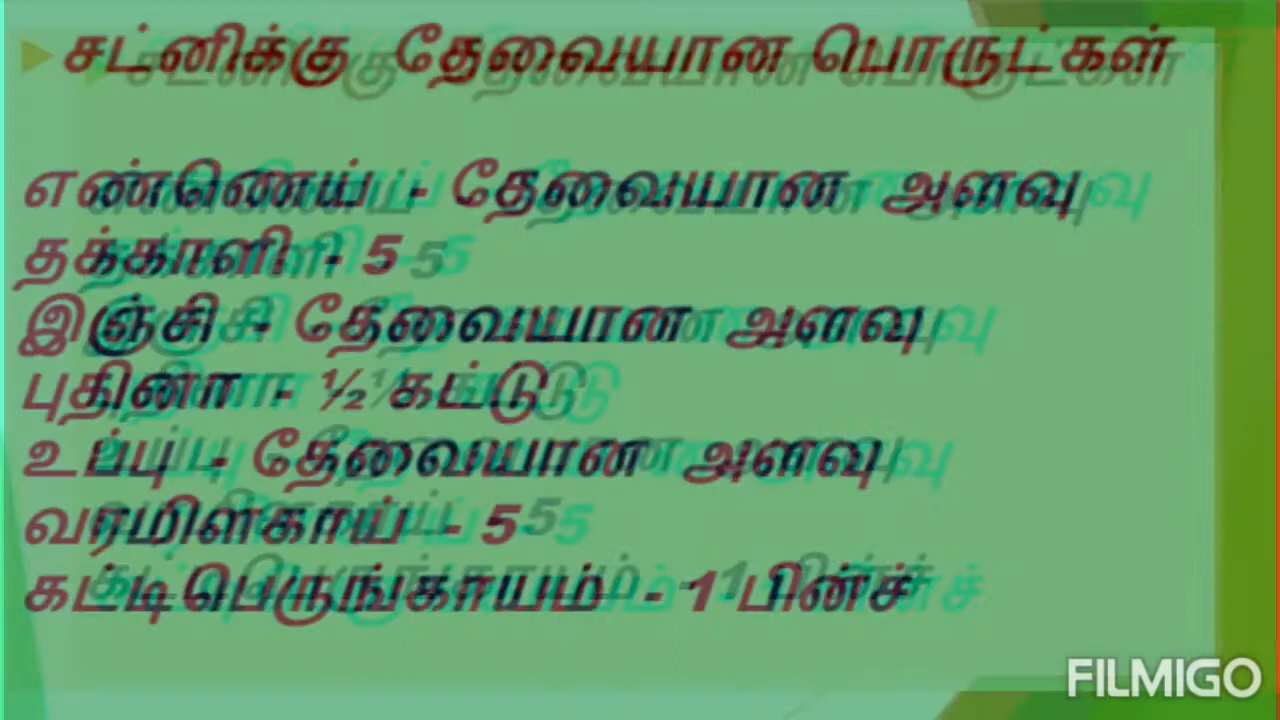 சட்னிக்கு தேவையான பொருட்கள்
எண்ணெய் - தேவையான அளவு
தக்காளி - 5
இஞ்சி - தேவையான அளவு
புதினா - ½ கட்டு
உப்பு - தேவையான அளவு
வரமிளகாய் - 5
கட்டிபெருங்காயம் - 1 பின்ச்
FILMIGO